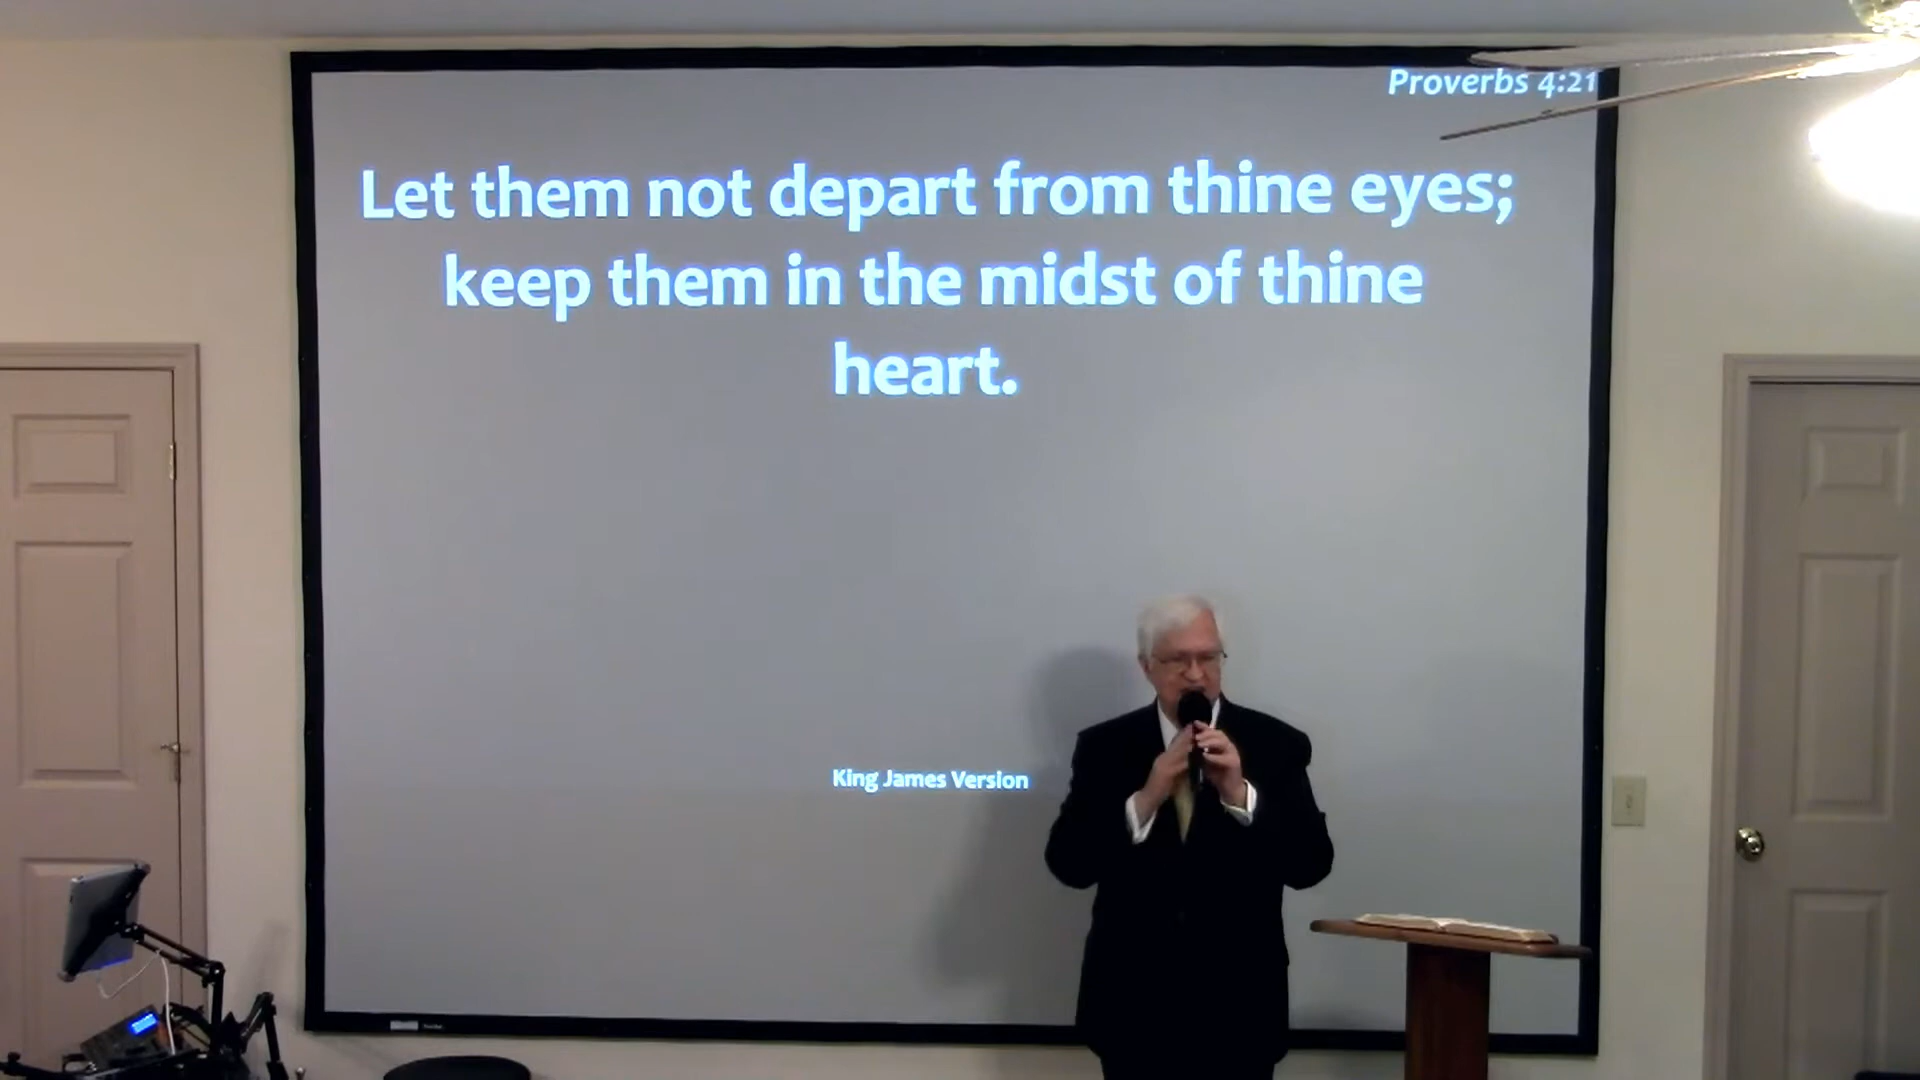 Proverbs 4:21
Let them not depart from thine eyes;
keep them in the midst of thine
heart.
King James Version